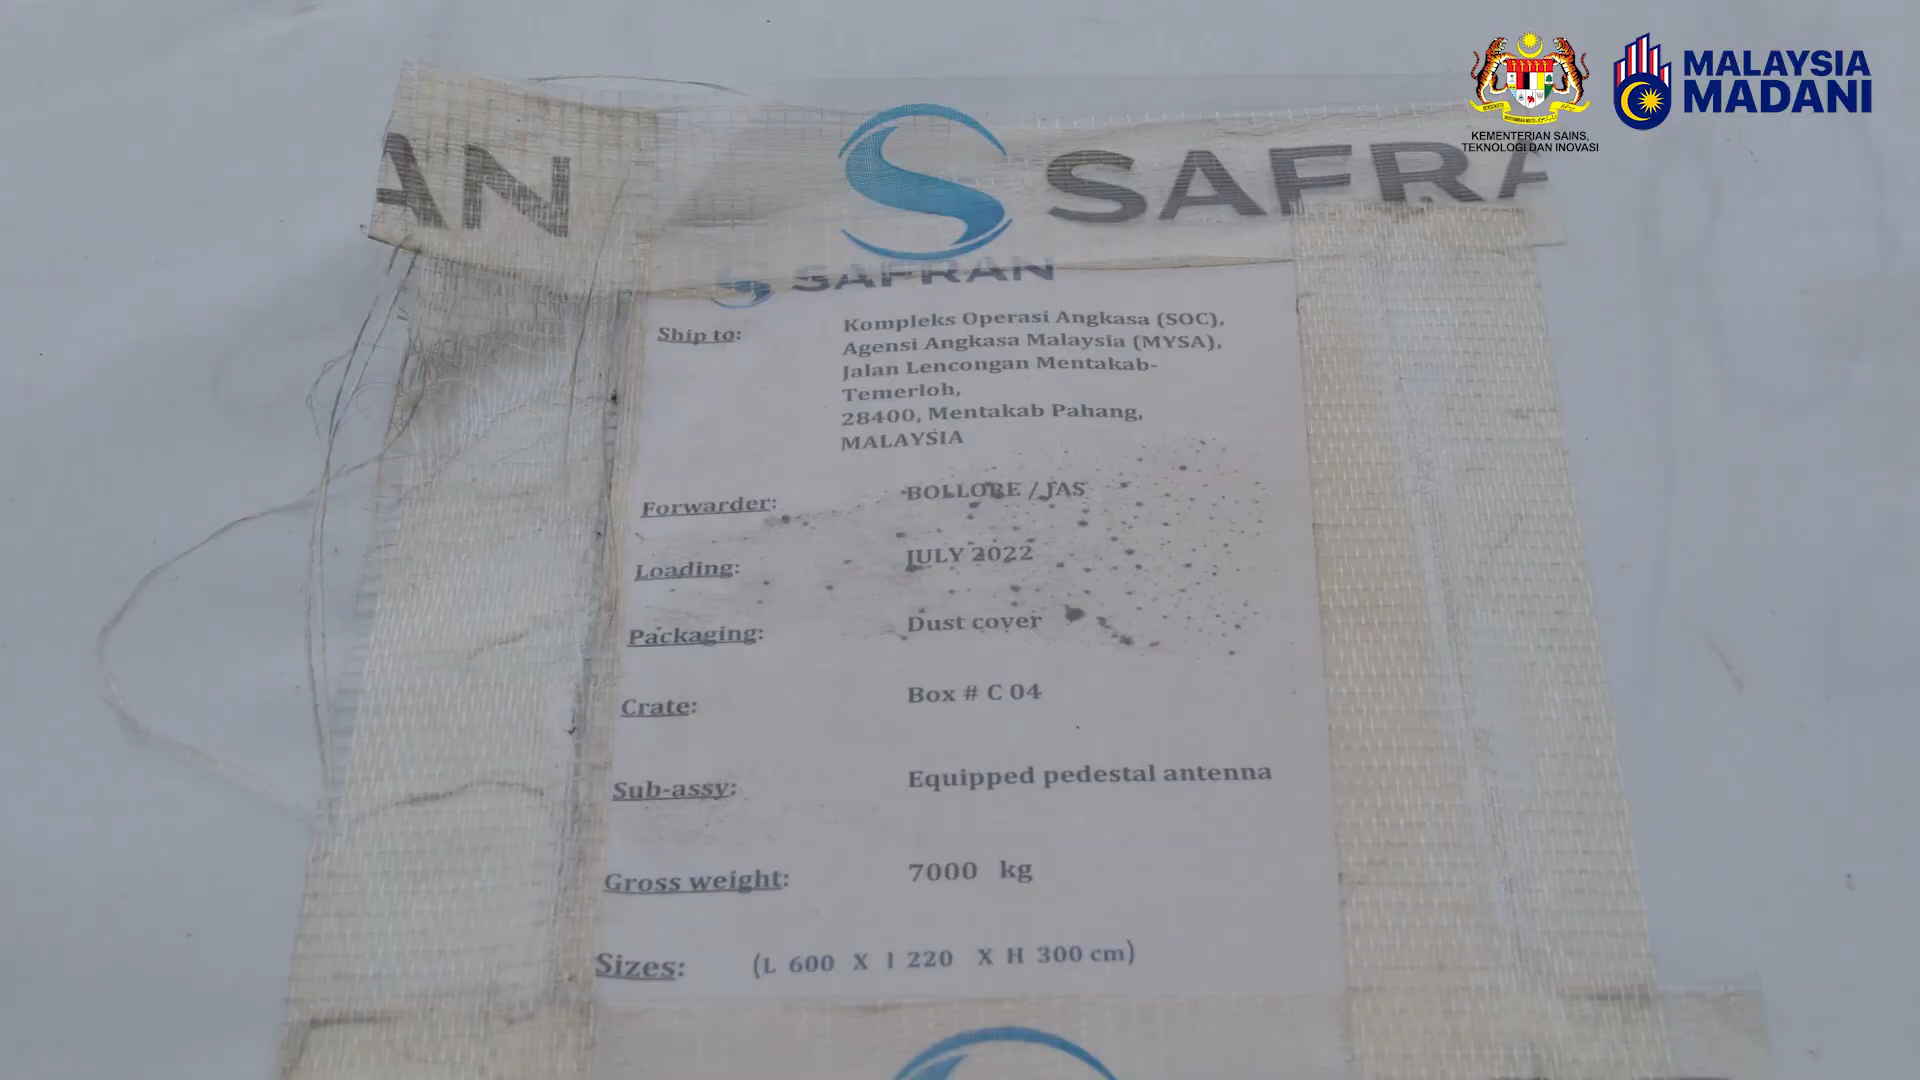 MALAYSIA
MADANI
KEMENTERIAN SAINS,
TEKNOLOGI DAN INOVASI
AN
SAFRA
SAFRAN
Ship to: Kompleks Operasi Angkasa (SOC),
Agensi Angkasa Malaysia (MYSA),
Jalan Lencongan Mentakab-
Temerloh,
28400, Mentakab Pahang,
MALAYSIA
Forwarder: BOLLORE / JAS
Loading: JULY 2022
Packaging: Dust cover
Crate: Box # C 04
Sub-assy: Equipped pedestal antenna
Gross weight: 7000 kg
Sizes: (L 600 X l 220 X H 300 cm)